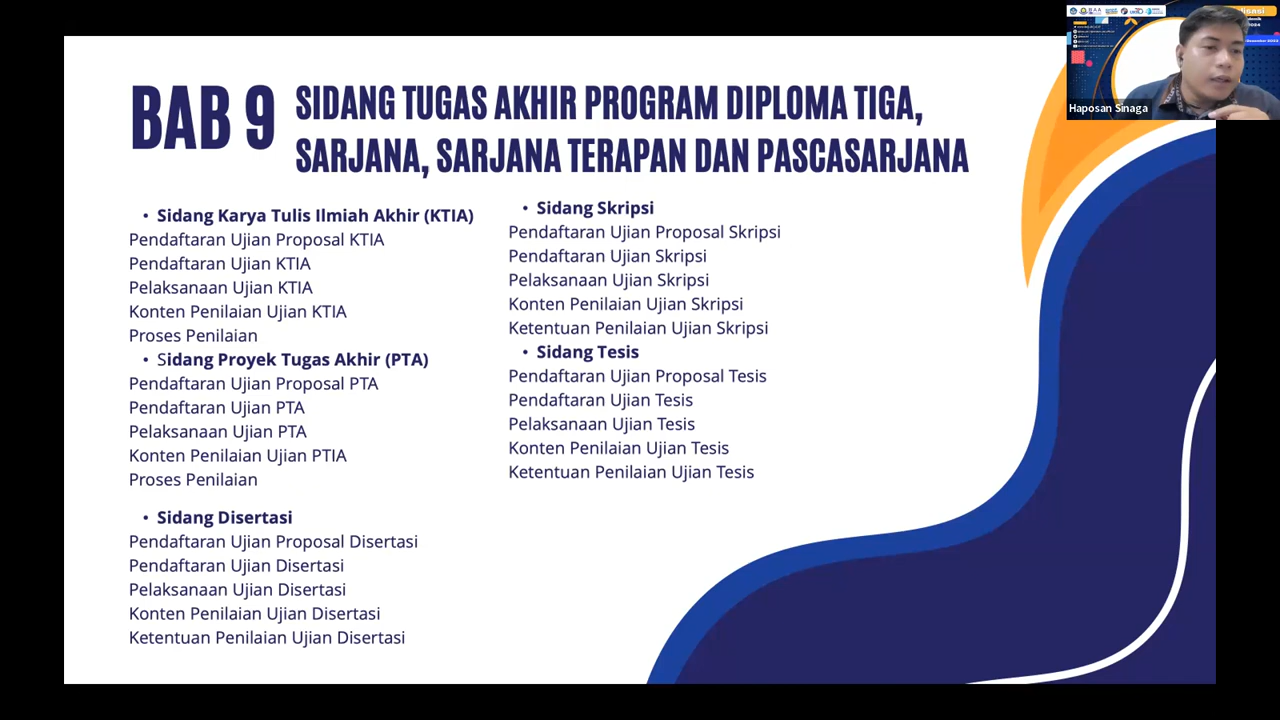 BAB 9
SIDANG TUGAS AKHIR PROGRAM DIPLOMA TIGA,
SARJANA, SARJANA TERAPAN DAN PASCASARJANA
• Sidang Karya Tulis Ilmiah Akhir (KTIA)
Pendaftaran Ujian Proposal KTIA
Pendaftaran Ujian KTIA
Pelaksanaan Ujian KTIA
Konten Penilaian Ujian KTIA
Proses Penilaian
• Sidang Proyek Tugas Akhir (PTA)
Pendaftaran Ujian Proposal PTA
Pendaftaran Ujian PTA
Pelaksanaan Ujian PTA
Konten Penilaian Ujian PTIA
Proses Penilaian
• Sidang Disertasi
Pendaftaran Ujian Proposal Disertasi
Pendaftaran Ujian Disertasi
Pelaksanaan Ujian Disertasi
Konten Penilaian Ujian Disertasi
Ketentuan Penilaian Ujian Disertasi
• Sidang Skripsi
Pendaftaran Ujian Proposal Skripsi
Pendaftaran Ujian Skripsi
Pelaksanaan Ujian Skripsi
Konten Penilaian Ujian Skripsi
Ketentuan Penilaian Ujian Skripsi
• Sidang Tesis
Pendaftaran Ujian Proposal Tesis
Pendaftaran Ujian Tesis
Pelaksanaan Ujian Tesis
Konten Penilaian Ujian Tesis
Ketentuan Penilaian Ujian Tesis
Haposan Sinaga